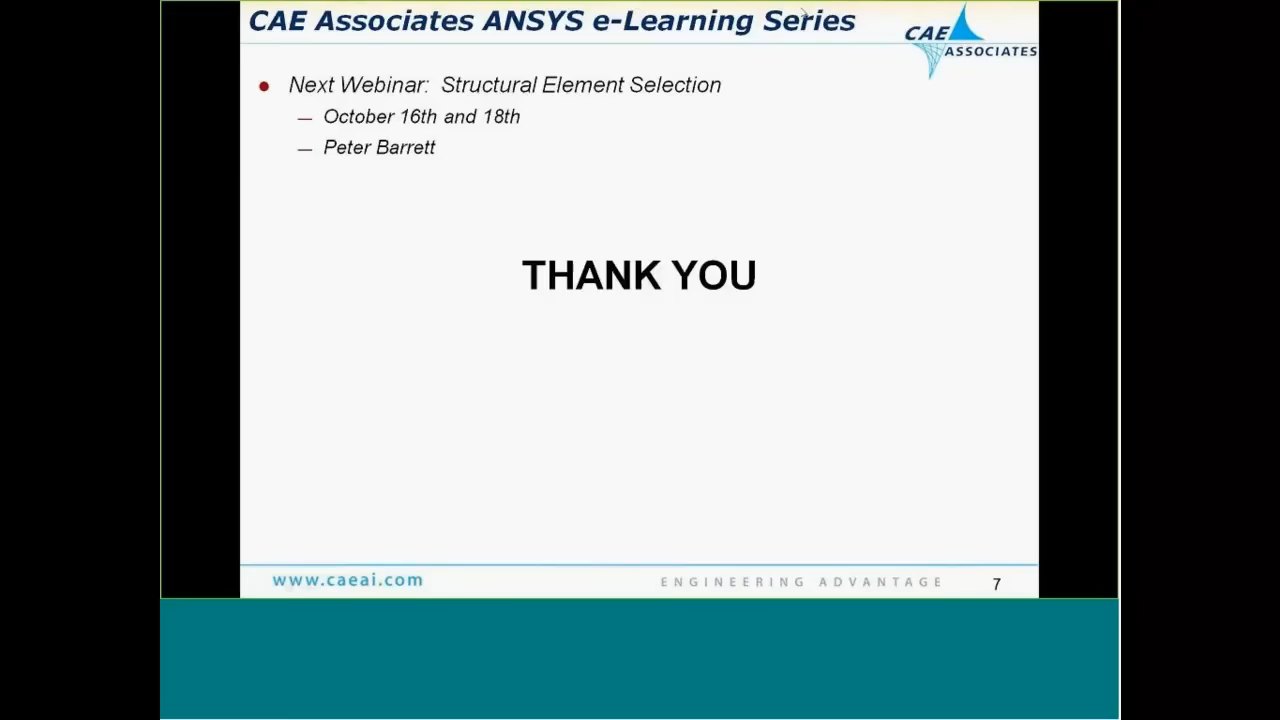 CAE Associates ANSYS e-Learning Series
CAE
ASSOCIATES
• Next Webinar: Structural Element Selection
— October 16th and 18th
— Peter Barrett
THANK YOU
www.caeai.com
ENGINEERING ADVANTAGE
7